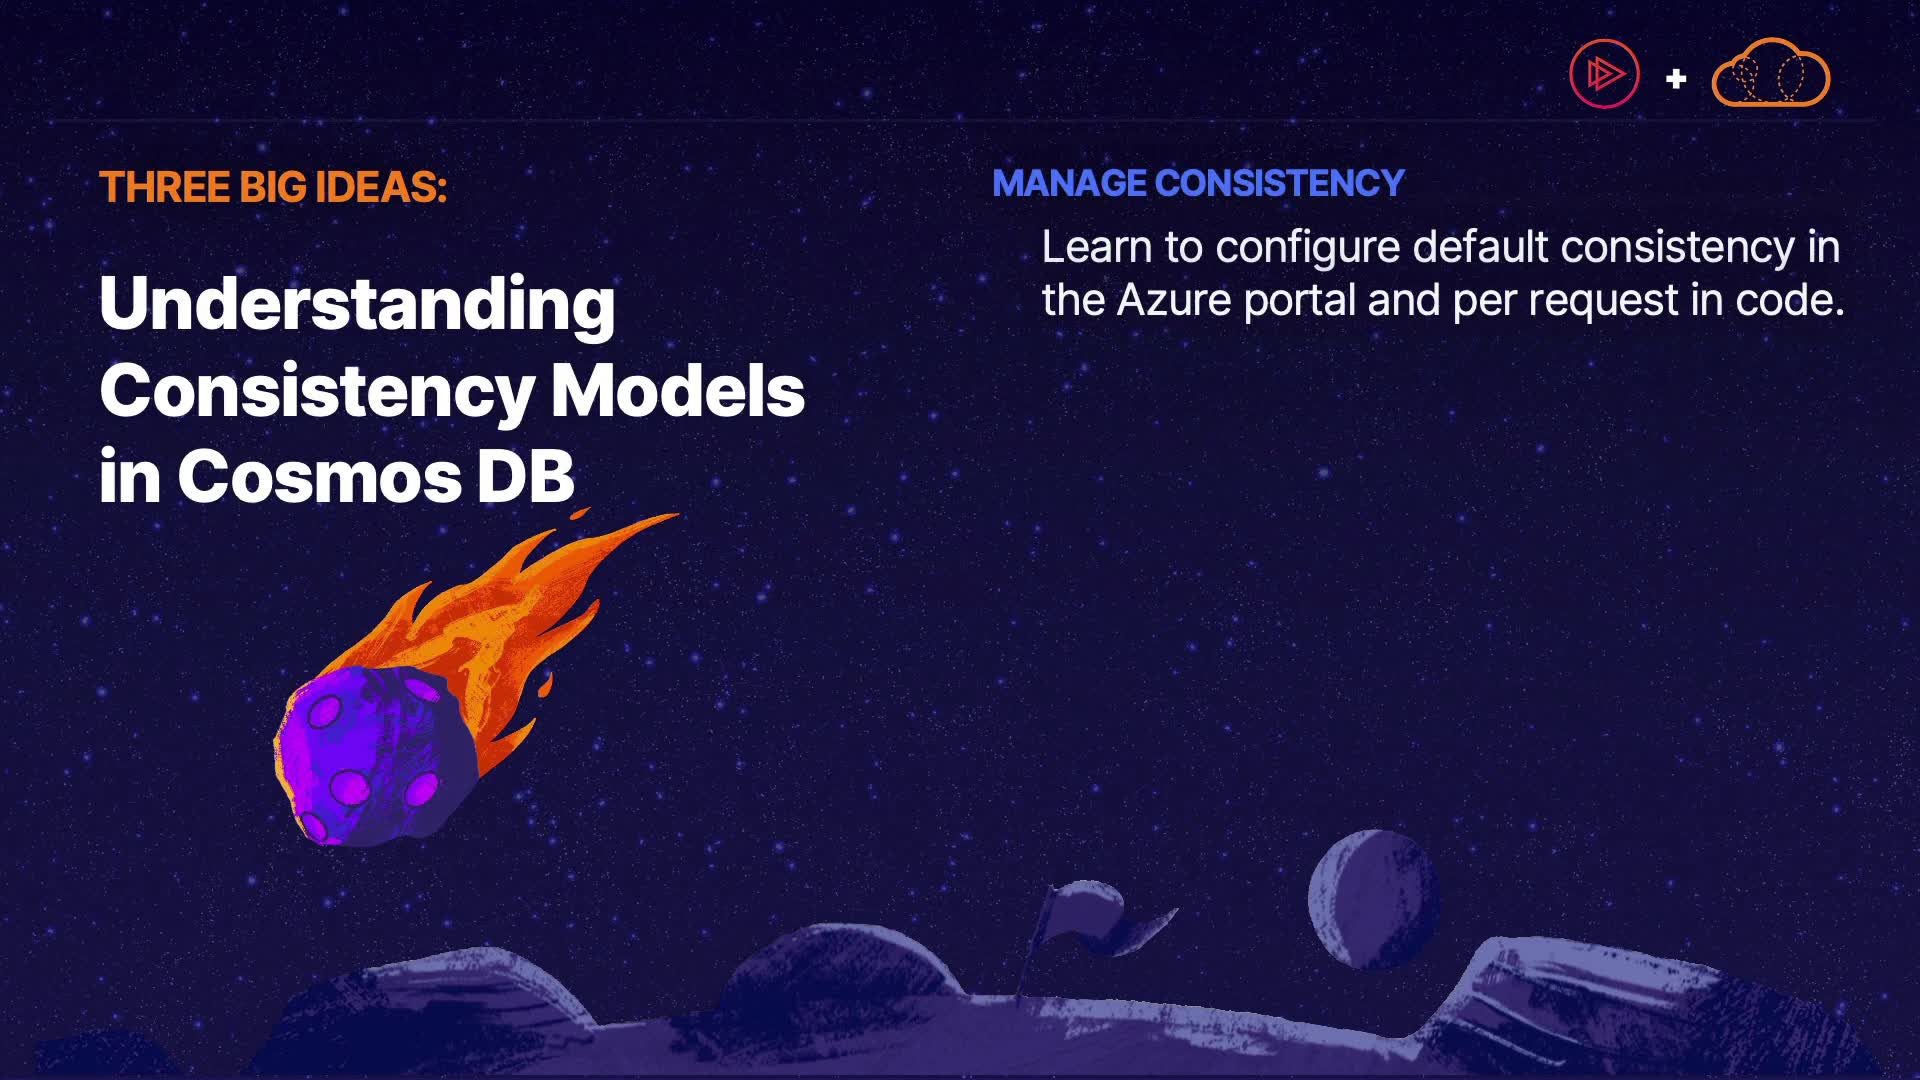 THREE BIG IDEAS:
Understanding
Consistency Models
in Cosmos DB
MANAGE CONSISTENCY
Learn to configure default consistency in
the Azure portal and per request in code.